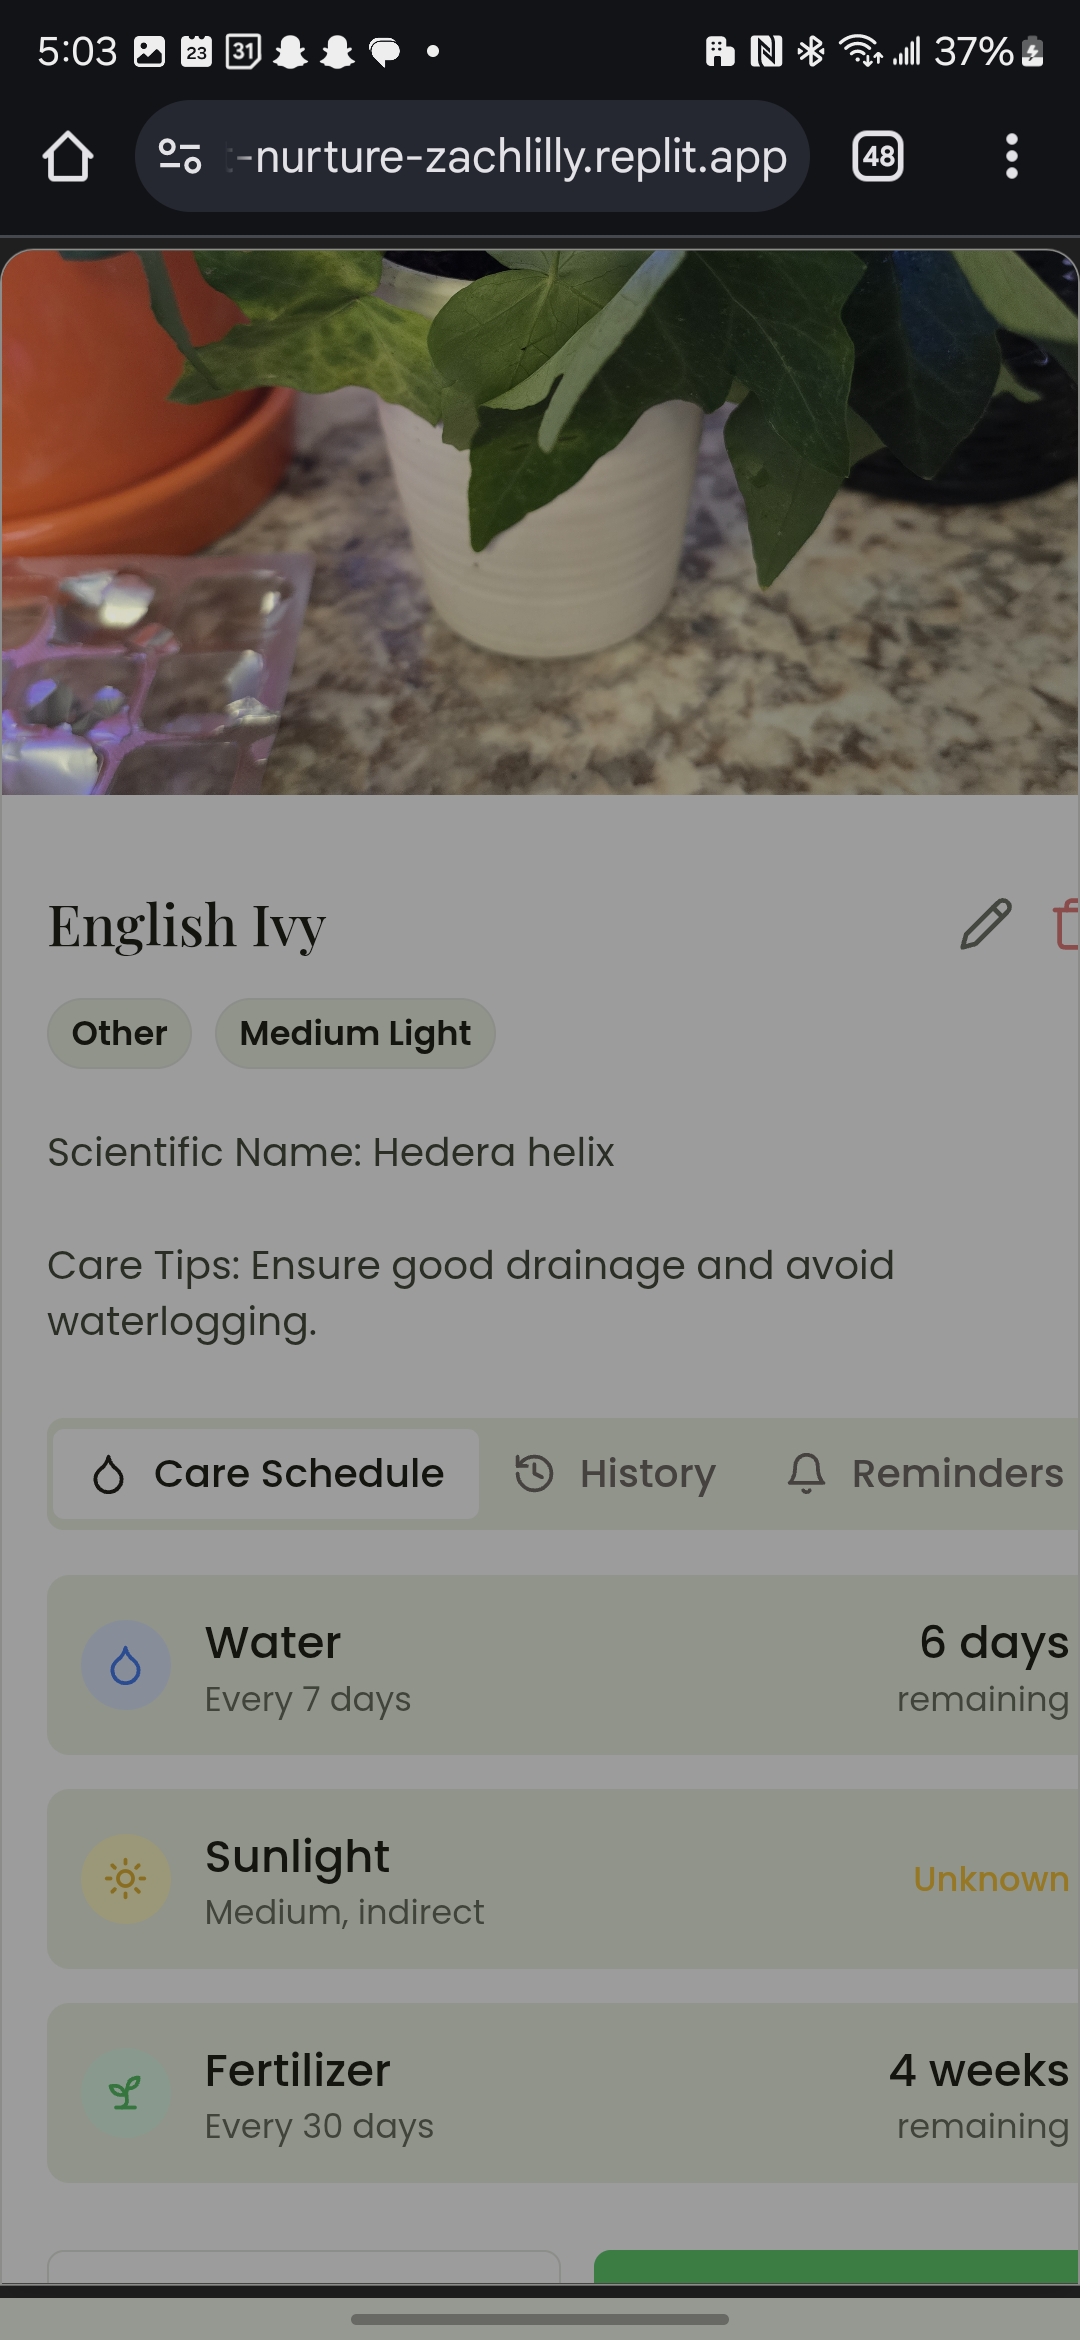 5:03
23
31
37%
-nurture-zachlilly.replit.app
48
English Ivy
Other
Medium Light
Scientific Name: Hedera helix
Care Tips: Ensure good drainage and avoid
waterlogging.
Care Schedule
History
Reminders
Water
6 days
Every 7 days
remaining
Sunlight
Unknown
Medium, indirect
Fertilizer
4 weeks
Every 30 days
remaining